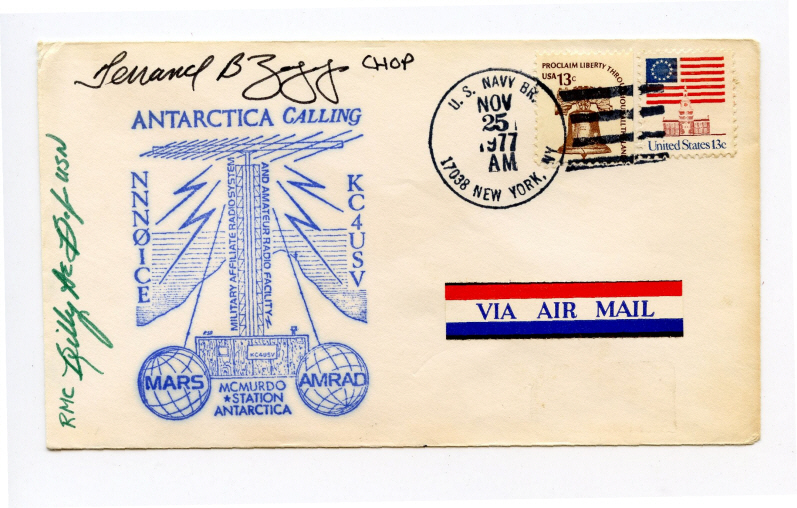 CHOP
ANTARCTICA CALLING
NNNØICE
KC4USV
MILITARY AFFILIATE RADIO SYSTEM
AND AMATEUR RADIO FACILITY
KC4USV
MARS
AMRAD
MCMURDO
★STATION
ANTARCTICA
RMC
USN
U.S. NAVY BR.
NOV
25
1977
AM
17038 NEW YORK, NY
PROCLAIM LIBERTY THROUGHOUT ALL THE LAND
USA 13c
United States 13c
VIA AIR MAIL